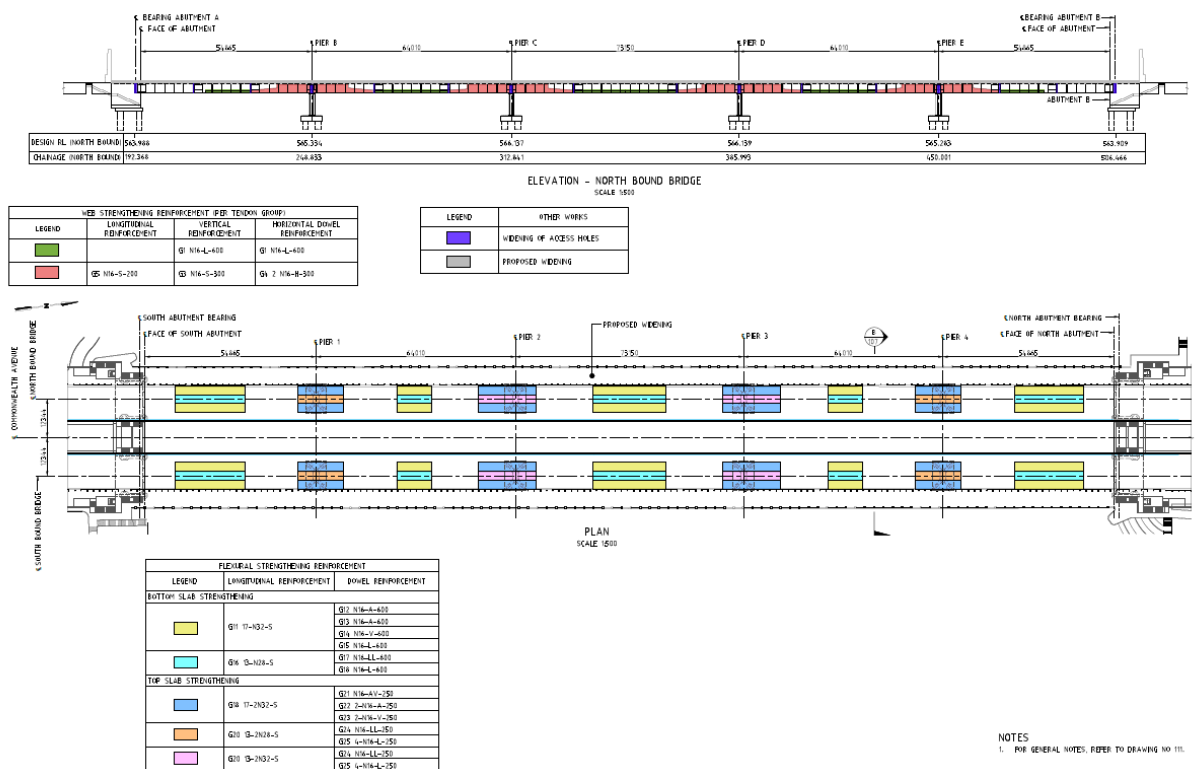 ℄ BEARING ABUTMENT A
℄ FACE OF ABUTMENT
℄ BEARING ABUTMENT B
℄ FACE OF ABUTMENT
54865
℄ PIER B
64010
℄ PIER C
73150
℄ PIER D
64010
℄ PIER E
54865
ABUTMENT B
DESIGN RL (NORTH BOUND) 563.988 565.334 566.137 566.139 565.283 563.909
CHAINAGE (NORTH BOUND) 192.368 248.833 312.841 385.993 450.001 506.466
ELEVATION - NORTH BOUND BRIDGE
SCALE 1:500
WEB STRENGTHENING REINFORCEMENT (PER TENDON GROUP)
LEGEND LONGITUDINAL REINFORCEMENT VERTICAL REINFORCEMENT HORIZONTAL DOWEL REINFORCEMENT
G1 N16-L-600 G1 N16-L-600
G5 N16-S-200 G3 N16-S-300 G4 2 N16-H-300
LEGEND OTHER WORKS
WIDENING OF ACCESS HOLES
PROPOSED WIDENING
N
℄ SOUTH ABUTMENT BEARING
℄ FACE OF SOUTH ABUTMENT
PROPOSED WIDENING
℄ NORTH ABUTMENT BEARING
℄ FACE OF NORTH ABUTMENT
54865
℄ PIER 1
64010
℄ PIER 2
73150
℄ PIER 3
64010
B
107
℄ PIER 4
54865
℄ COMMONWEALTH AVENUE
℄ NORTH BOUND BRIDGE
12344
12344
℄ SOUTH BOUND BRIDGE
PLAN
SCALE 1:500
FLEXURAL STRENGTHENING REINFORCEMENT
LEGEND LONGITUDINAL REINFORCEMENT DOWEL REINFORCEMENT
BOTTOM SLAB STRENGTHENING
G11 17-N32-S
G12 N16-A-600
G13 N16-A-600
G14 N16-V-600
G15 N16-L-600
G16 13-N28-S
G17 N16-LL-600
G18 N16-L-600
TOP SLAB STRENGTHENING
G18 17-2N32-S
G21 N16-AV-250
G22 2-N16-A-250
G23 2-N16-V-250
G20 13-2N28-S
G24 N16-LL-250
G25 4-N16-L-250
G20 13-2N32-S
G24 N16-LL-250
G25 4-N16-L-250
NOTES
1. FOR GENERAL NOTES, REFER TO DRAWING NO 111.